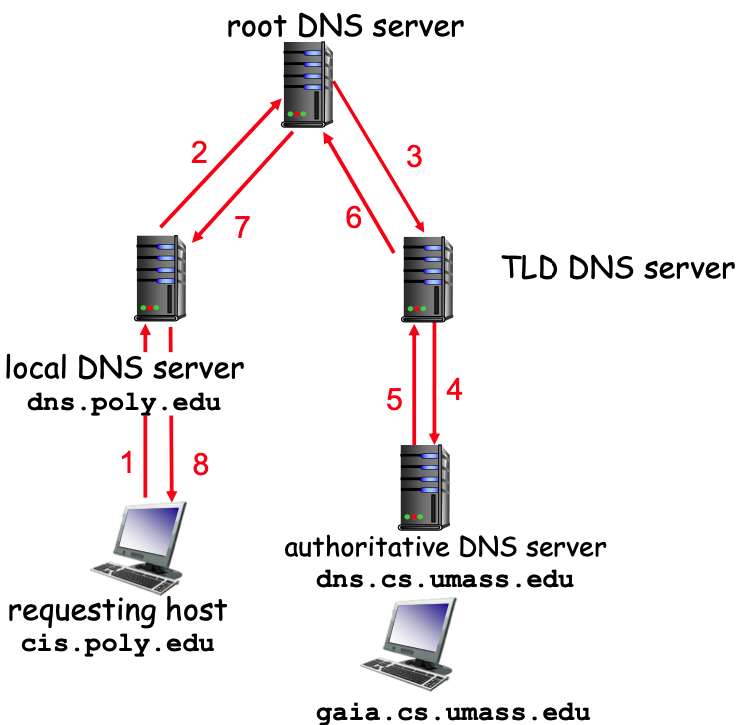 root DNS server
2
3
7
6
TLD DNS server
local DNS server
dns.poly.edu
5
4
1
8
authoritative DNS server
dns.cs.umass.edu
requesting host
cis.poly.edu
gaia.cs.umass.edu